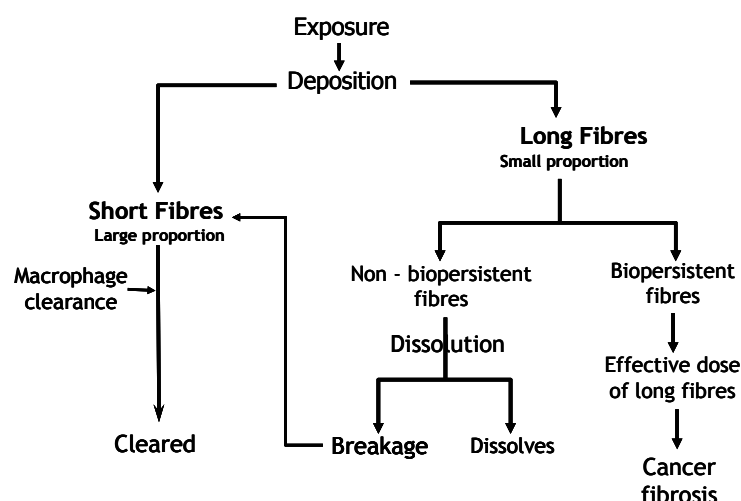 Exposure
Deposition
Long Fibres
Small proportion
Short Fibres
Large proportion
Macrophage
clearance
Non - biopersistent
fibres
Biopersistent
fibres
Dissolution
Effective dose
of long fibres
Cleared
Breakage
Dissolves
Cancer
fibrosis